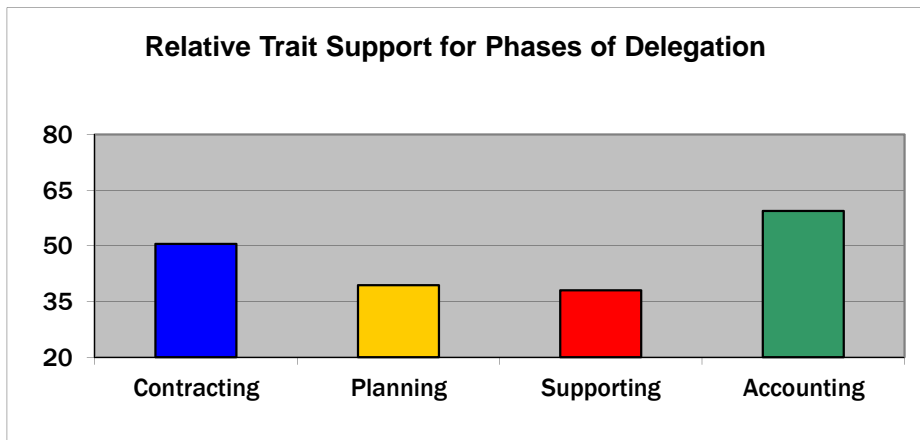 Relative Trait Support for Phases of Delegation
80
65
50
35
20
Contracting Planning Supporting Accounting